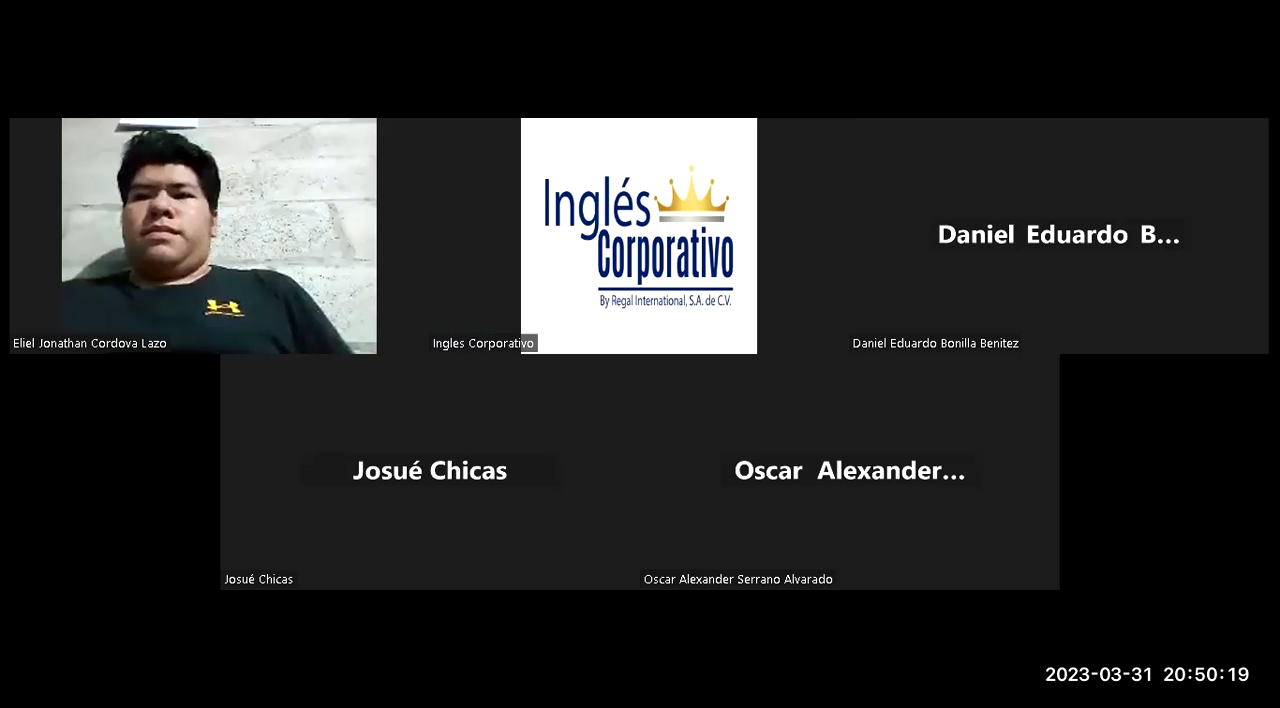 Inglés
Corporativo
By Regal International, S.A. de C.V.
Daniel Eduardo B...
Eliel Jonathan Cordova Lazo
Ingles Corporativo
Daniel Eduardo Bonilla Benitez
Josué Chicas
Oscar Alexander...
Josué Chicas
Oscar Alexander Serrano Alvarado
2023-03-31 20:50:19